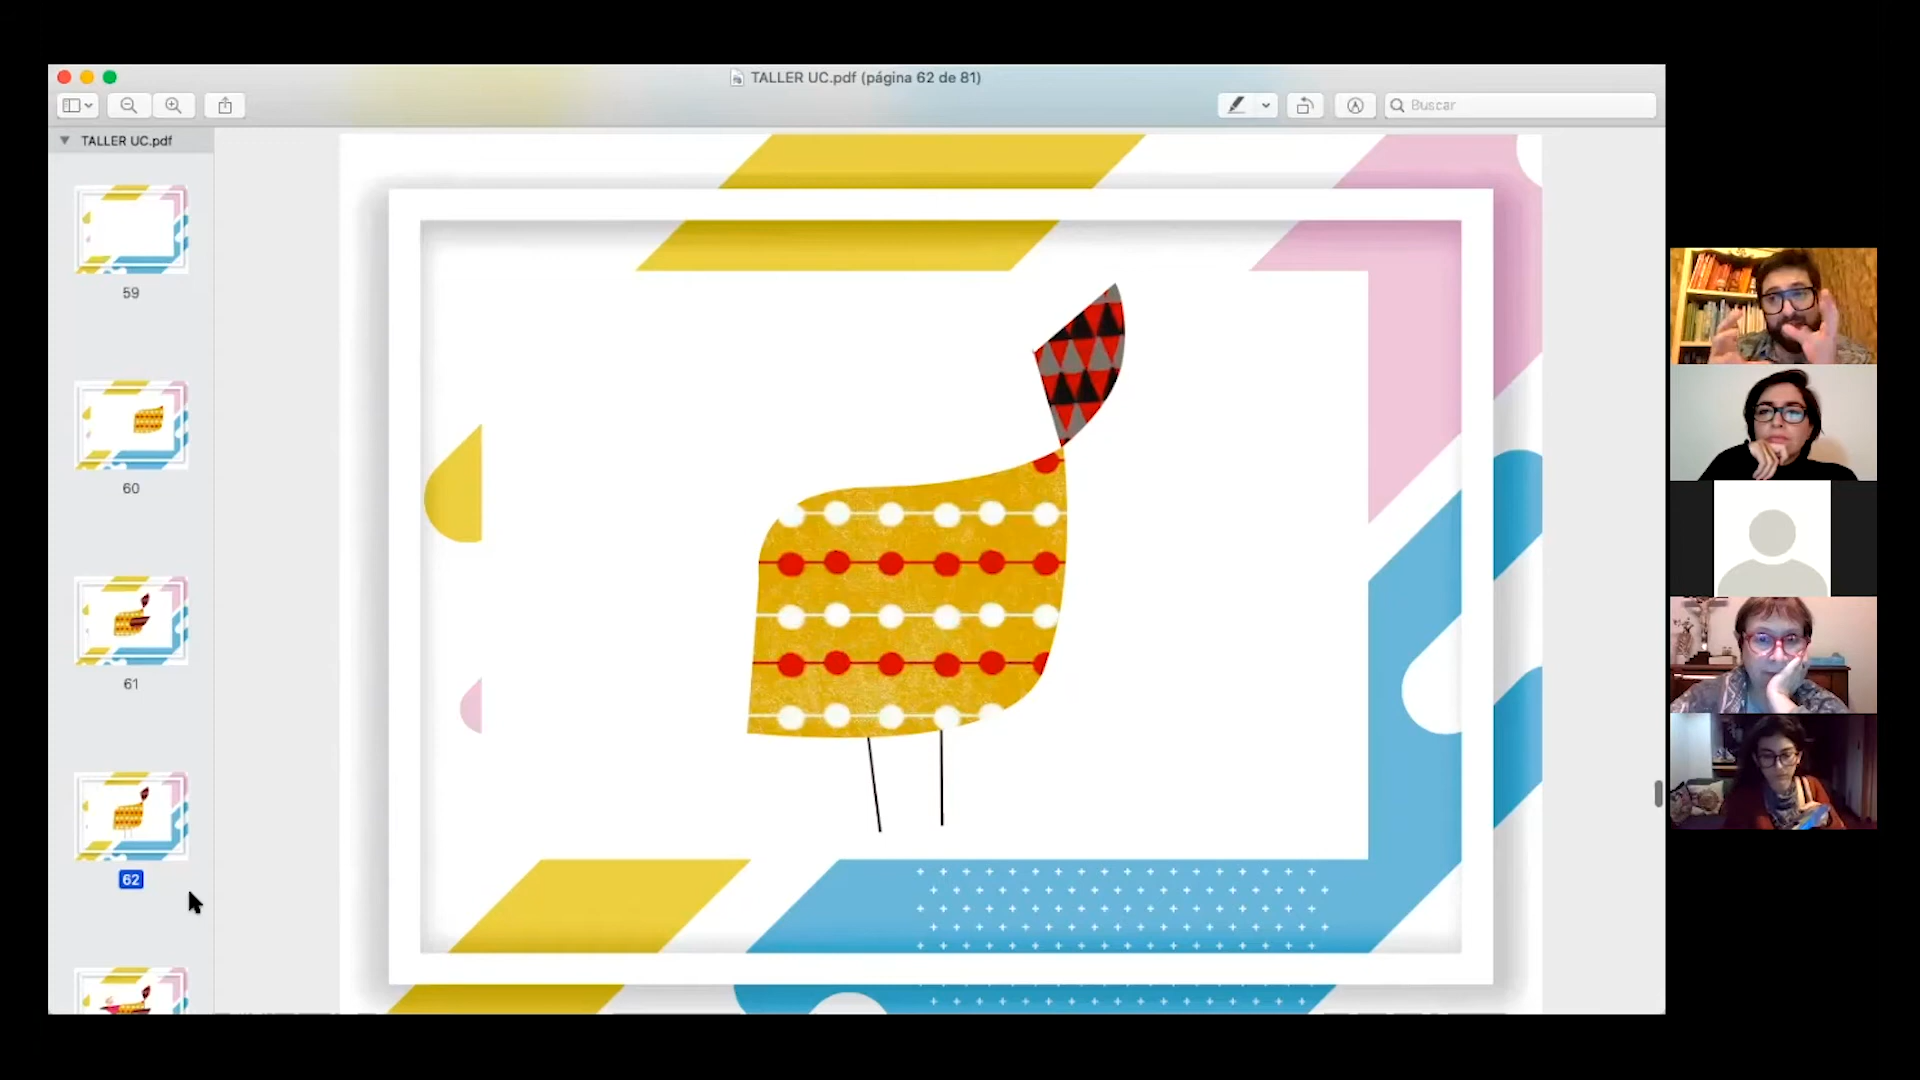 TALLER UC.pdf (página 62 de 81)
Buscar
TALLER UC.pdf
59
60
61
62